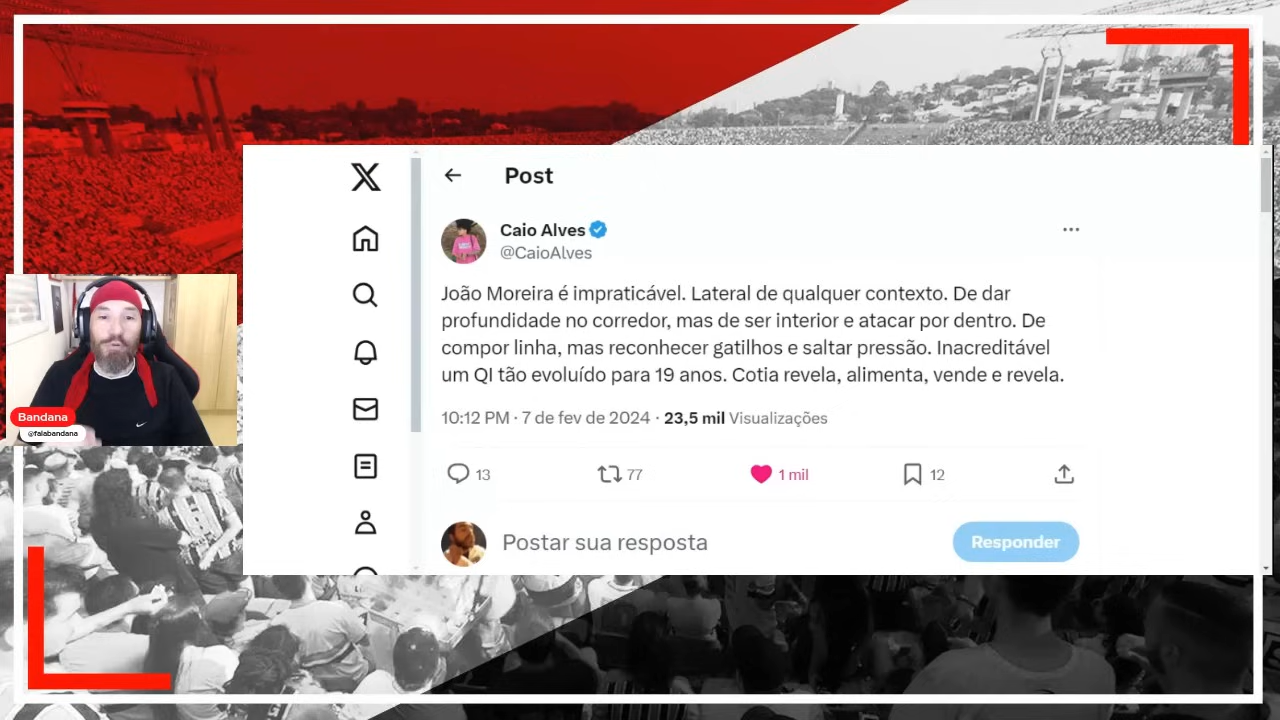 Post
Caio Alves
@CaioAlves
João Moreira é impraticável. Lateral de qualquer contexto. De dar
profundidade no corredor, mas de ser interior e atacar por dentro. De
compor linha, mas reconhecer gatilhos e saltar pressão. Inacreditável
um QI tão evoluído para 19 anos. Cotia revela, alimenta, vende e revela.
10:12 PM · 7 de fev de 2024 · 23,5 mil Visualizações
13 77 1 mil 12
Postar sua resposta
Responder
Bandana
@falabandana